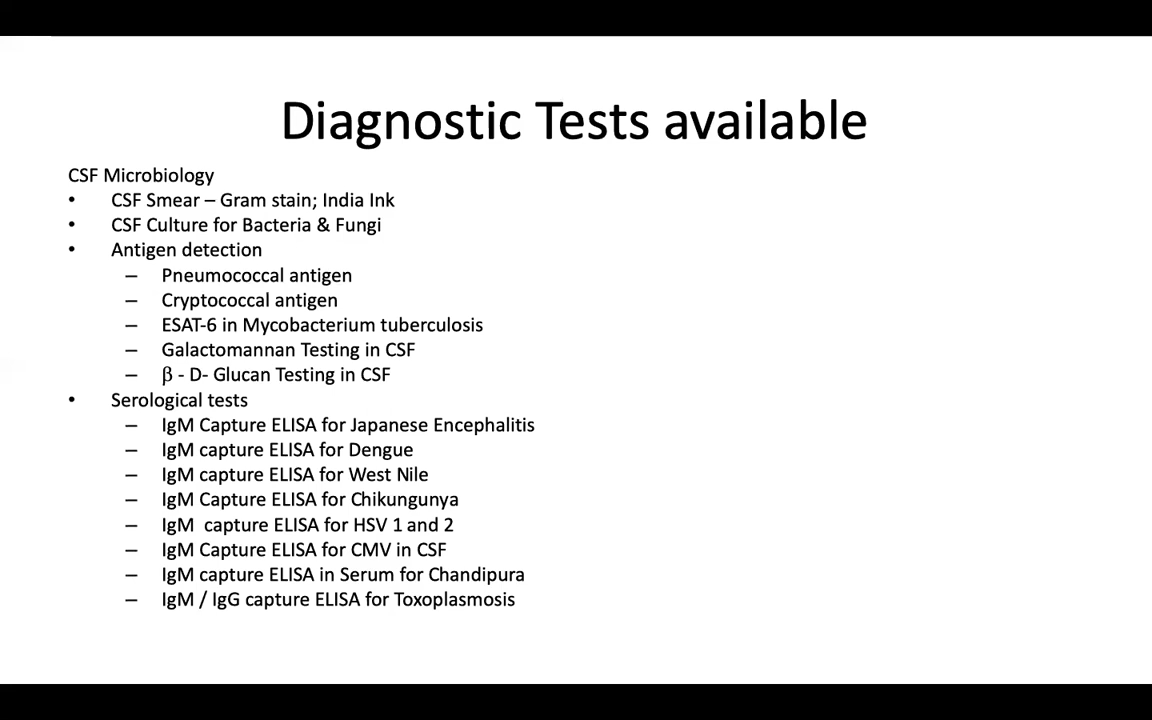 Diagnostic Tests available
CSF Microbiology
• CSF Smear – Gram stain; India Ink
• CSF Culture for Bacteria & Fungi
• Antigen detection
– Pneumococcal antigen
– Cryptococcal antigen
– ESAT-6 in Mycobacterium tuberculosis
– Galactomannan Testing in CSF
– β - D- Glucan Testing in CSF
• Serological tests
– IgM Capture ELISA for Japanese Encephalitis
– IgM capture ELISA for Dengue
– IgM capture ELISA for West Nile
– IgM Capture ELISA for Chikungunya
– IgM  capture ELISA for HSV 1 and 2
– IgM Capture ELISA for CMV in CSF
– IgM capture ELISA in Serum for Chandipura
– IgM / IgG capture ELISA for Toxoplasmosis